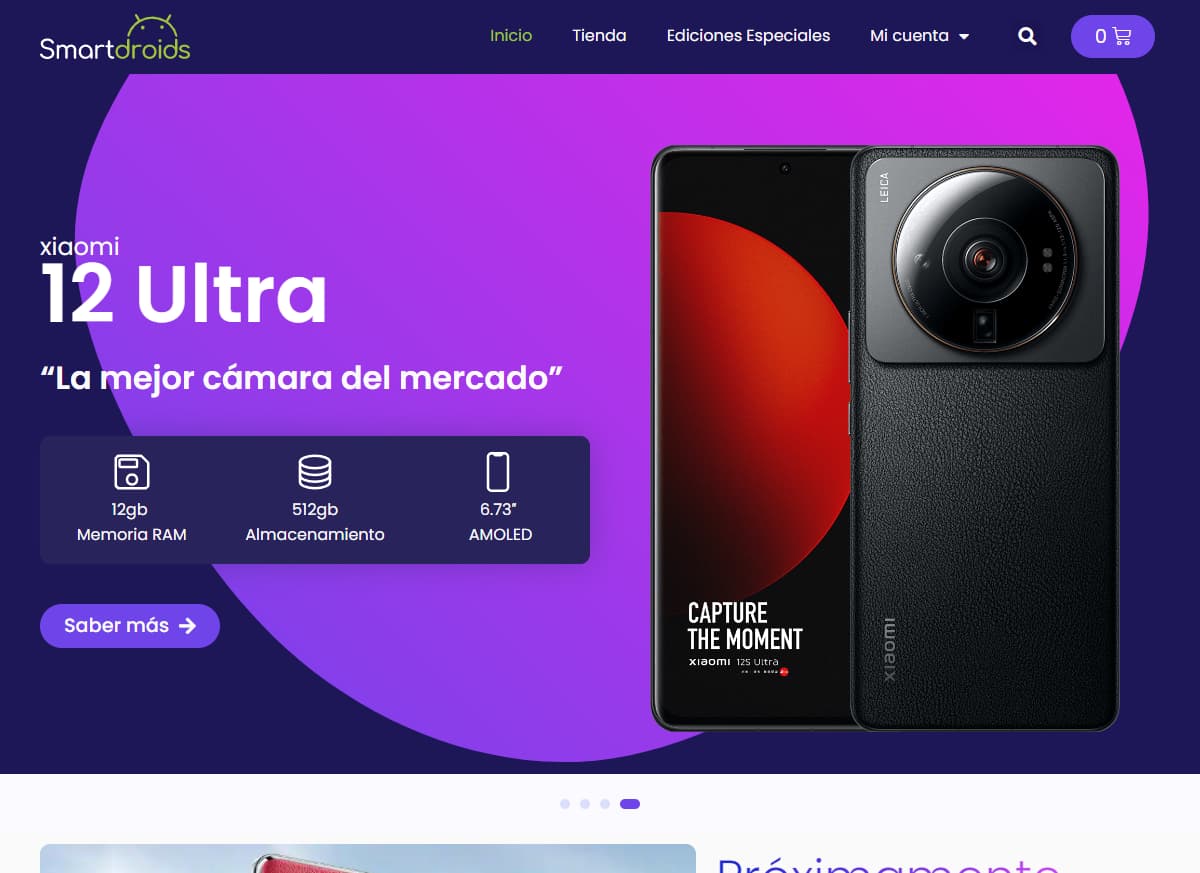 Smartdroids
Inicio
Tienda
Ediciones Especiales
Mi cuenta
0
xiaomi
12 Ultra
“La mejor cámara del mercado”
12gb
Memoria RAM
512gb
Almacenamiento
6.73”
AMOLED
Saber más
LEICA
CAPTURE
THE MOMENT
xiaomi 12S Ultra
xiaomi
Próximamente